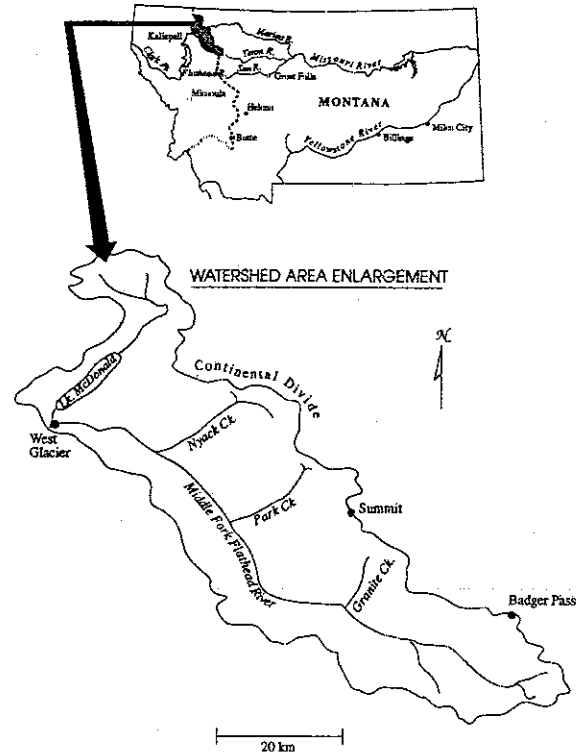 Kalispell
Marias R.
Teton R.
Missouri River
Clark Fk.
Flathead R.
Sun R.
Great Falls
Missoula
Helena
MONTANA
Butte
Yellowstone River
Billings
Miles City
WATERSHED AREA ENLARGEMENT
N
Lk. McDonald
Continental Divide
West
Glacier
Nyack Ck.
Middle Fork Flathead River
Park Ck.
Summit
Granite Ck.
Badger Pass
20 km